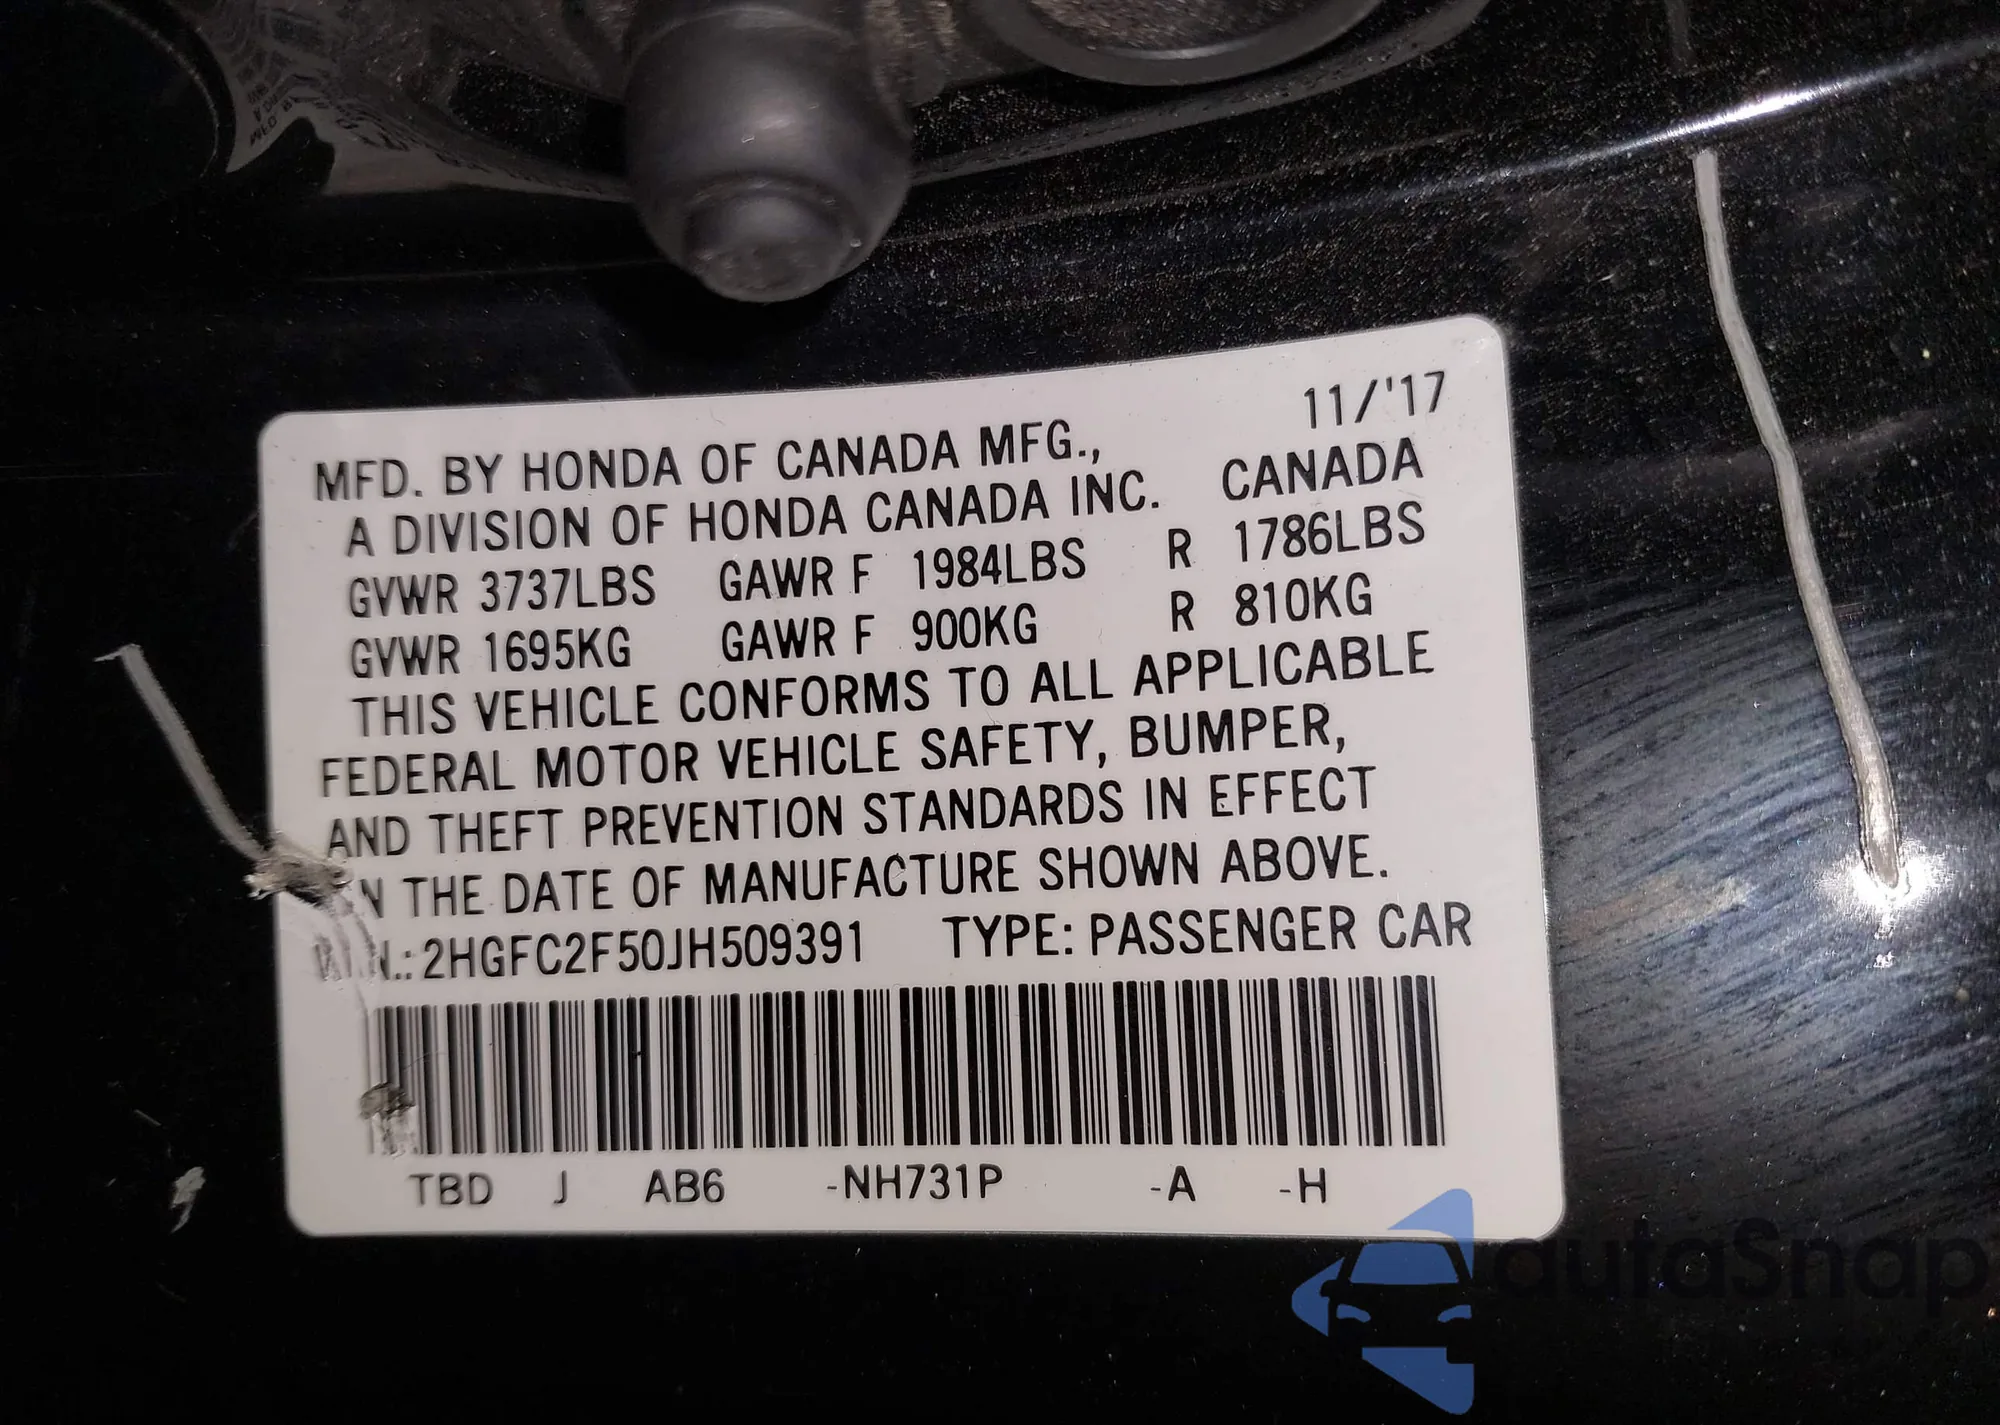 11/'17
MFD. BY HONDA OF CANADA MFG.,
A DIVISION OF HONDA CANADA INC. CANADA
GVWR 3737LBS GAWR F 1984LBS R 1786LBS
GVWR 1695KG GAWR F 900KG R 810KG
THIS VEHICLE CONFORMS TO ALL APPLICABLE
FEDERAL MOTOR VEHICLE SAFETY, BUMPER,
AND THEFT PREVENTION STANDARDS IN EFFECT
ON THE DATE OF MANUFACTURE SHOWN ABOVE.
V.I.N.: 2HGFC2F50JH509391 TYPE: PASSENGER CAR
TBD J AB6 -NH731P -A -H
autaSnap